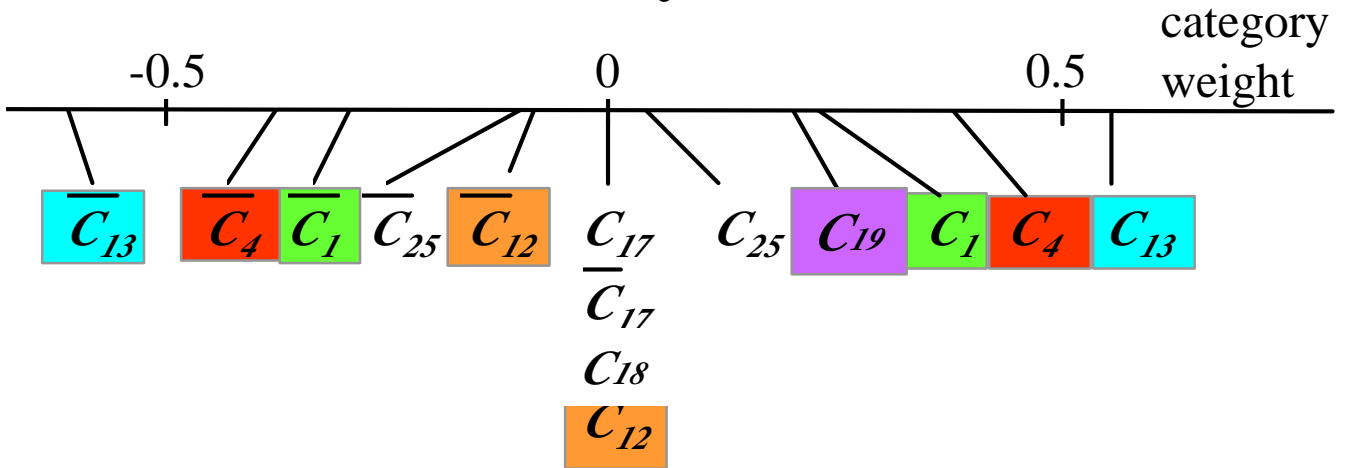 category
-0.5 0 0.5 weight
C̅₁₃ C̅₄ C̅₁ C̅₂₅ C̅₁₂ C₁₇ C₂₅ C₁₉ C₁ C₄ C₁₃
C̅₁₇
C₁₈
C₁₂